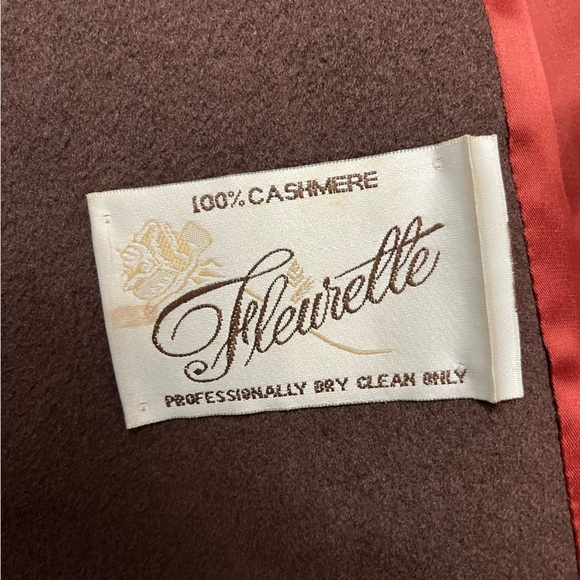 100% CASHMERE
Fleurette
PROFESSIONALLY DRY CLEAN ONLY